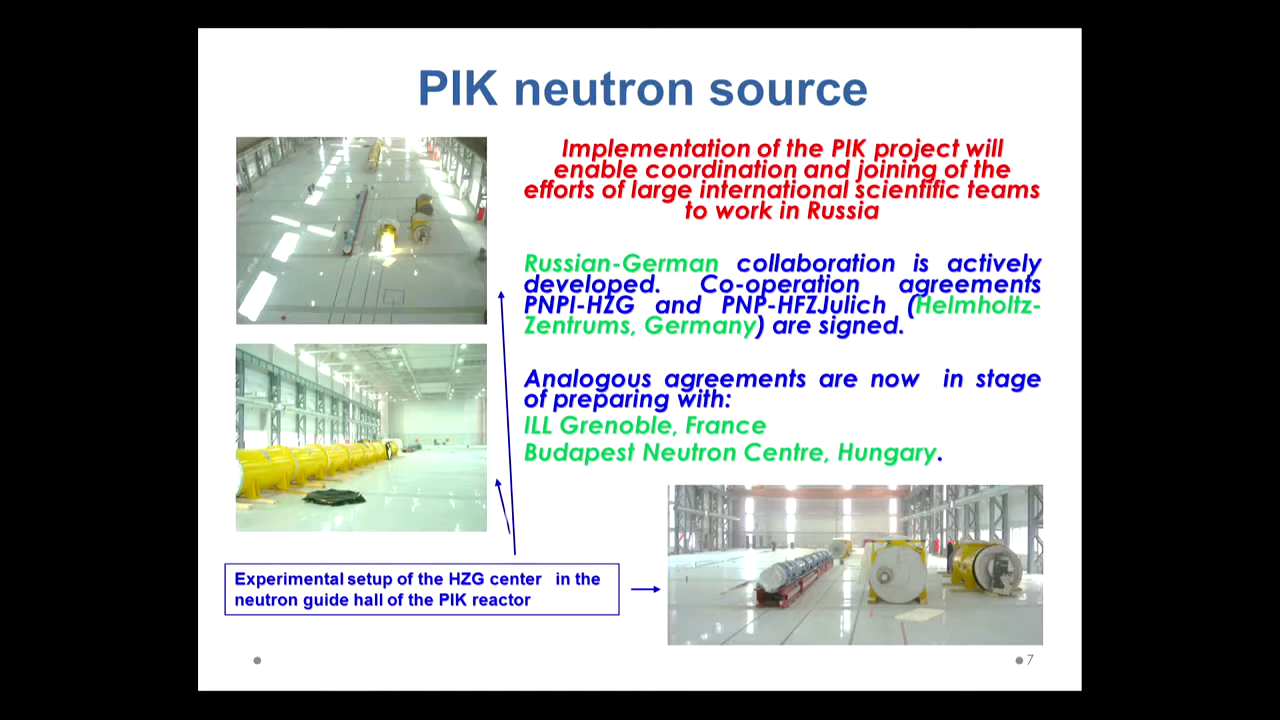 PIK neutron source
Implementation of the PIK project will
enable coordination and joining of the
efforts of large international scientific teams
to work in Russia
Russian-German collaboration is actively
developed. Co-operation agreements
PNPI-HZG and PNP-HFZJulich (Helmholtz-
Zentrums, Germany) are signed.
Analogous agreements are now in stage
of preparing with:
ILL Grenoble, France
Budapest Neutron Centre, Hungary.
Experimental setup of the HZG center in the
neutron guide hall of the PIK reactor
7